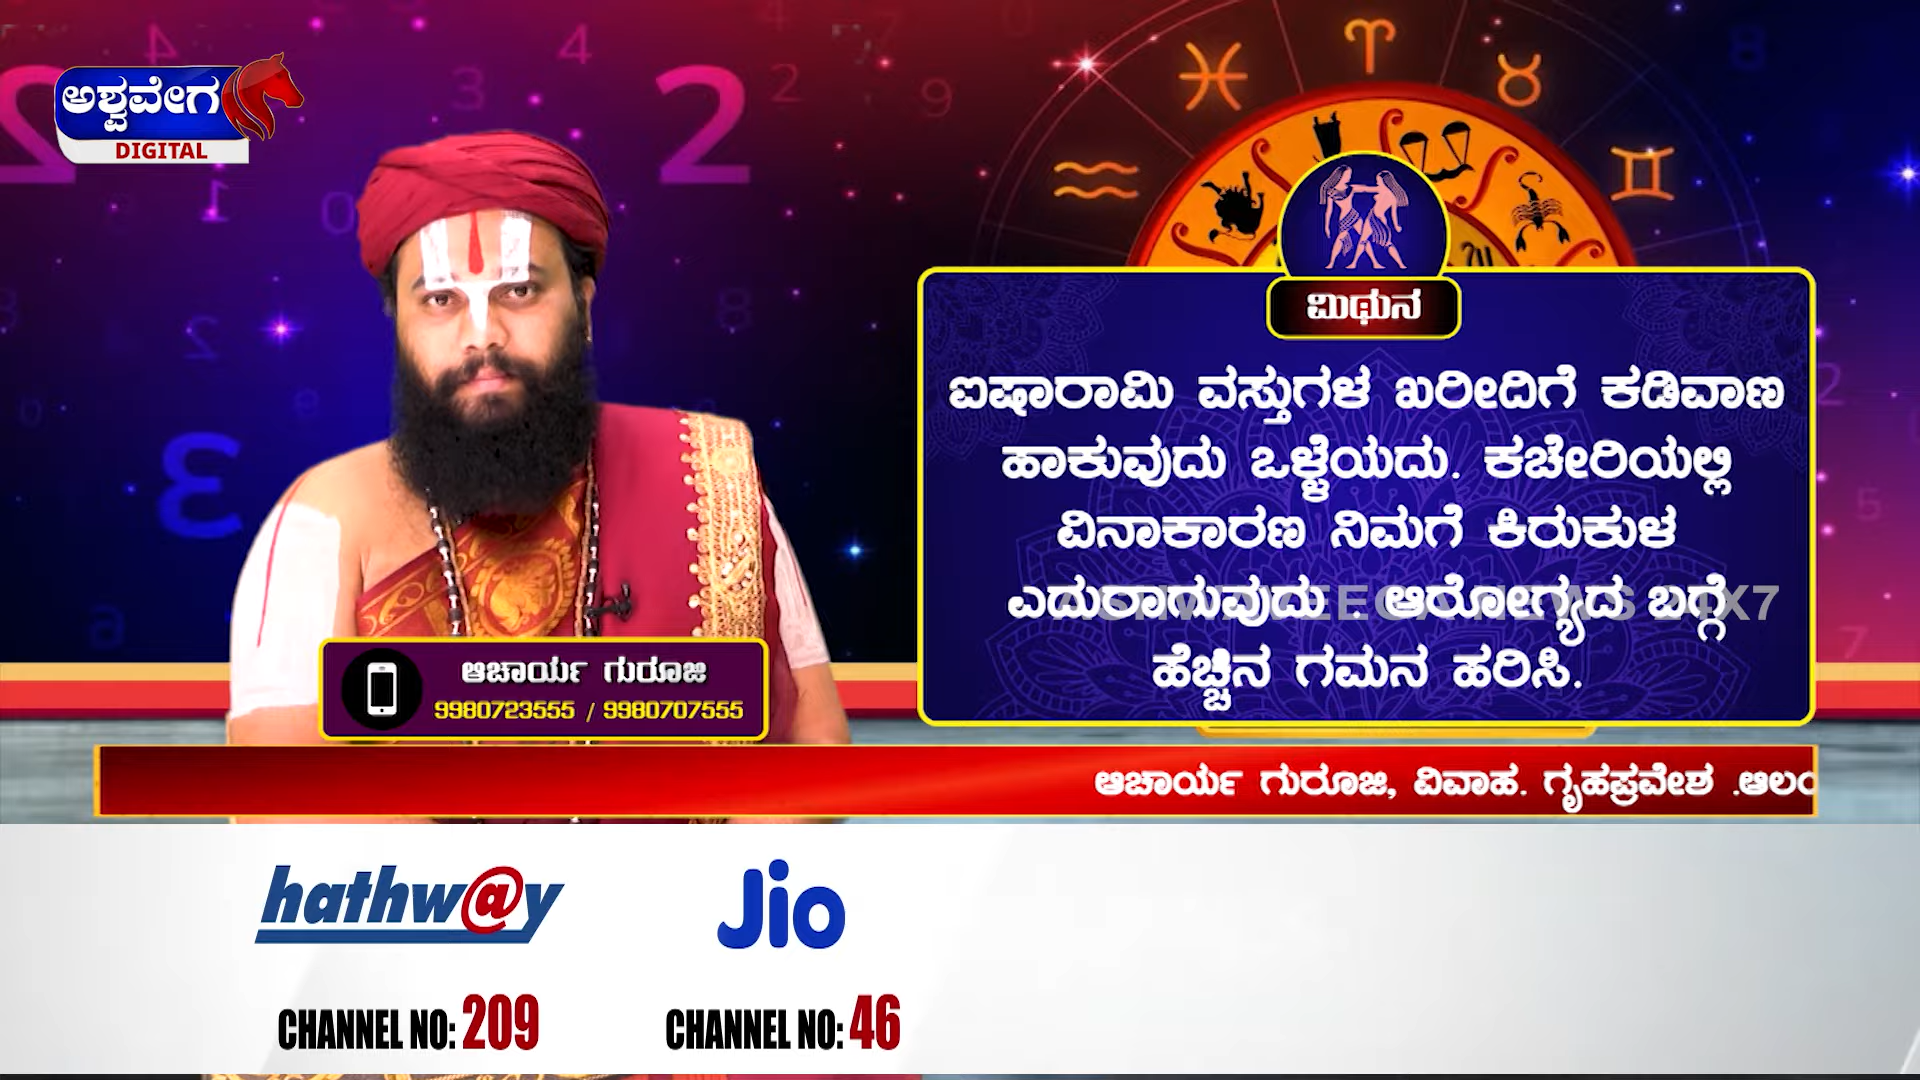 ಅಶ್ವವೇಗ
DIGITAL
ಮಿಥುನ
ಐಷಾರಾಮಿ ವಸ್ತುಗಳ ಖರೀದಿಗೆ ಕಡಿವಾಣ
ಹಾಕುವುದು ಒಳ್ಳೆಯದು. ಕಚೇರಿಯಲ್ಲಿ
ವಿನಾಕಾರಣ ನಿಮಗೆ ಕಿರುಕುಳ
ಎದುರಾಗುವುದು . ಆರೋಗ್ಯದ ಬಗ್ಗೆ
ಹೆಚ್ಚಿನ ಗಮನ ಹರಿಸಿ.
ಆಚಾರ್ಯ ಗುರೂಜಿ
9980723555 / 9980707555
ಆಚಾರ್ಯ ಗುರೂಜಿ, ವಿವಾಹ. ಗೃಹಪ್ರವೇಶ .
hathw@y
Jio
CHANNEL NO: 209
CHANNEL NO: 46